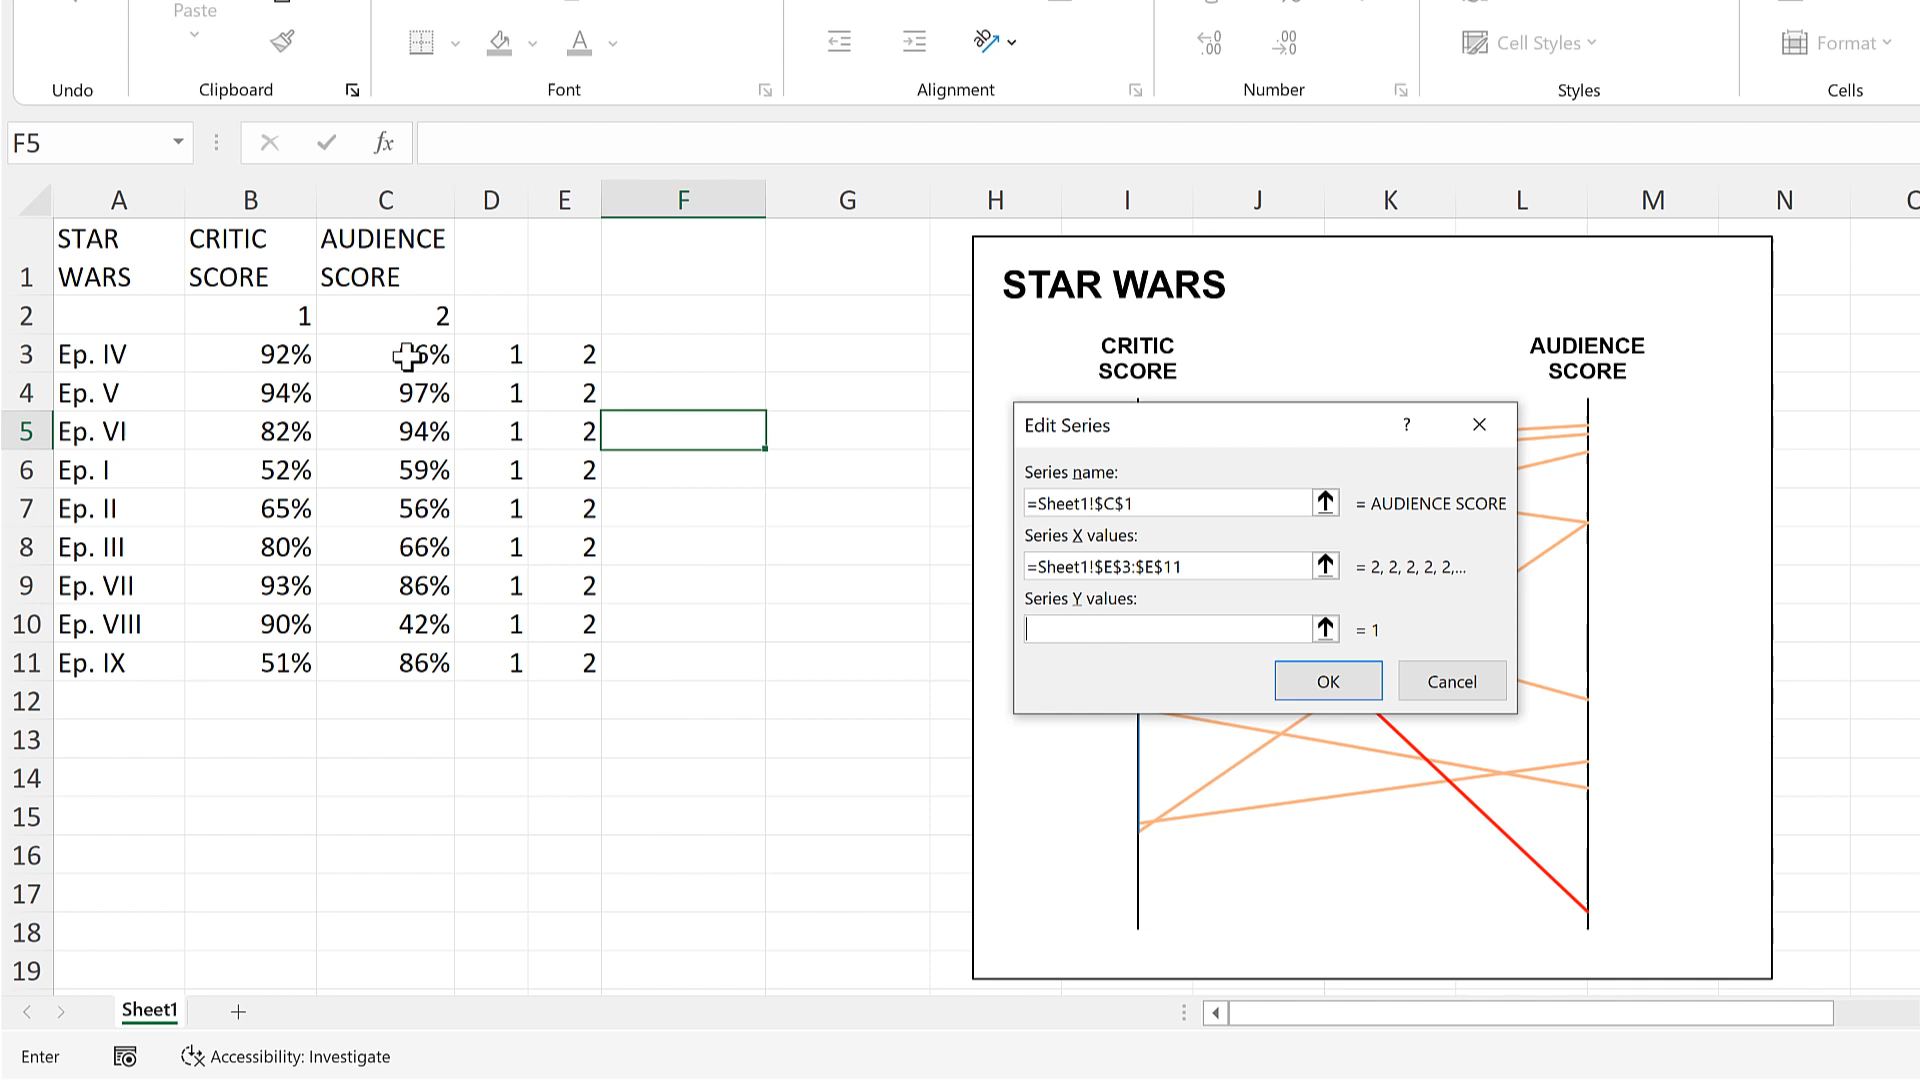 Paste
Undo
Clipboard
Font
Alignment
Number
Cell Styles
Styles
Format
Cells
F5
fx
A B C D E F G H I J K L M N
1 STAR WARS CRITIC SCORE AUDIENCE SCORE
2 1 2
3 Ep. IV 92% 6% 1 2
4 Ep. V 94% 97% 1 2
5 Ep. VI 82% 94% 1 2
6 Ep. I 52% 59% 1 2
7 Ep. II 65% 56% 1 2
8 Ep. III 80% 66% 1 2
9 Ep. VII 93% 86% 1 2
10 Ep. VIII 90% 42% 1 2
11 Ep. IX 51% 86% 1 2
12
13
14
15
16
17
18
19
STAR WARS
CRITIC
SCORE
AUDIENCE
SCORE
Edit Series
?
Series name:
=Sheet1!$C$1 = AUDIENCE SCORE
Series X values:
=Sheet1!$E$3:$E$11 = 2, 2, 2, 2, 2,...
Series Y values:
= 1
OK Cancel
Sheet1
Enter
Accessibility: Investigate